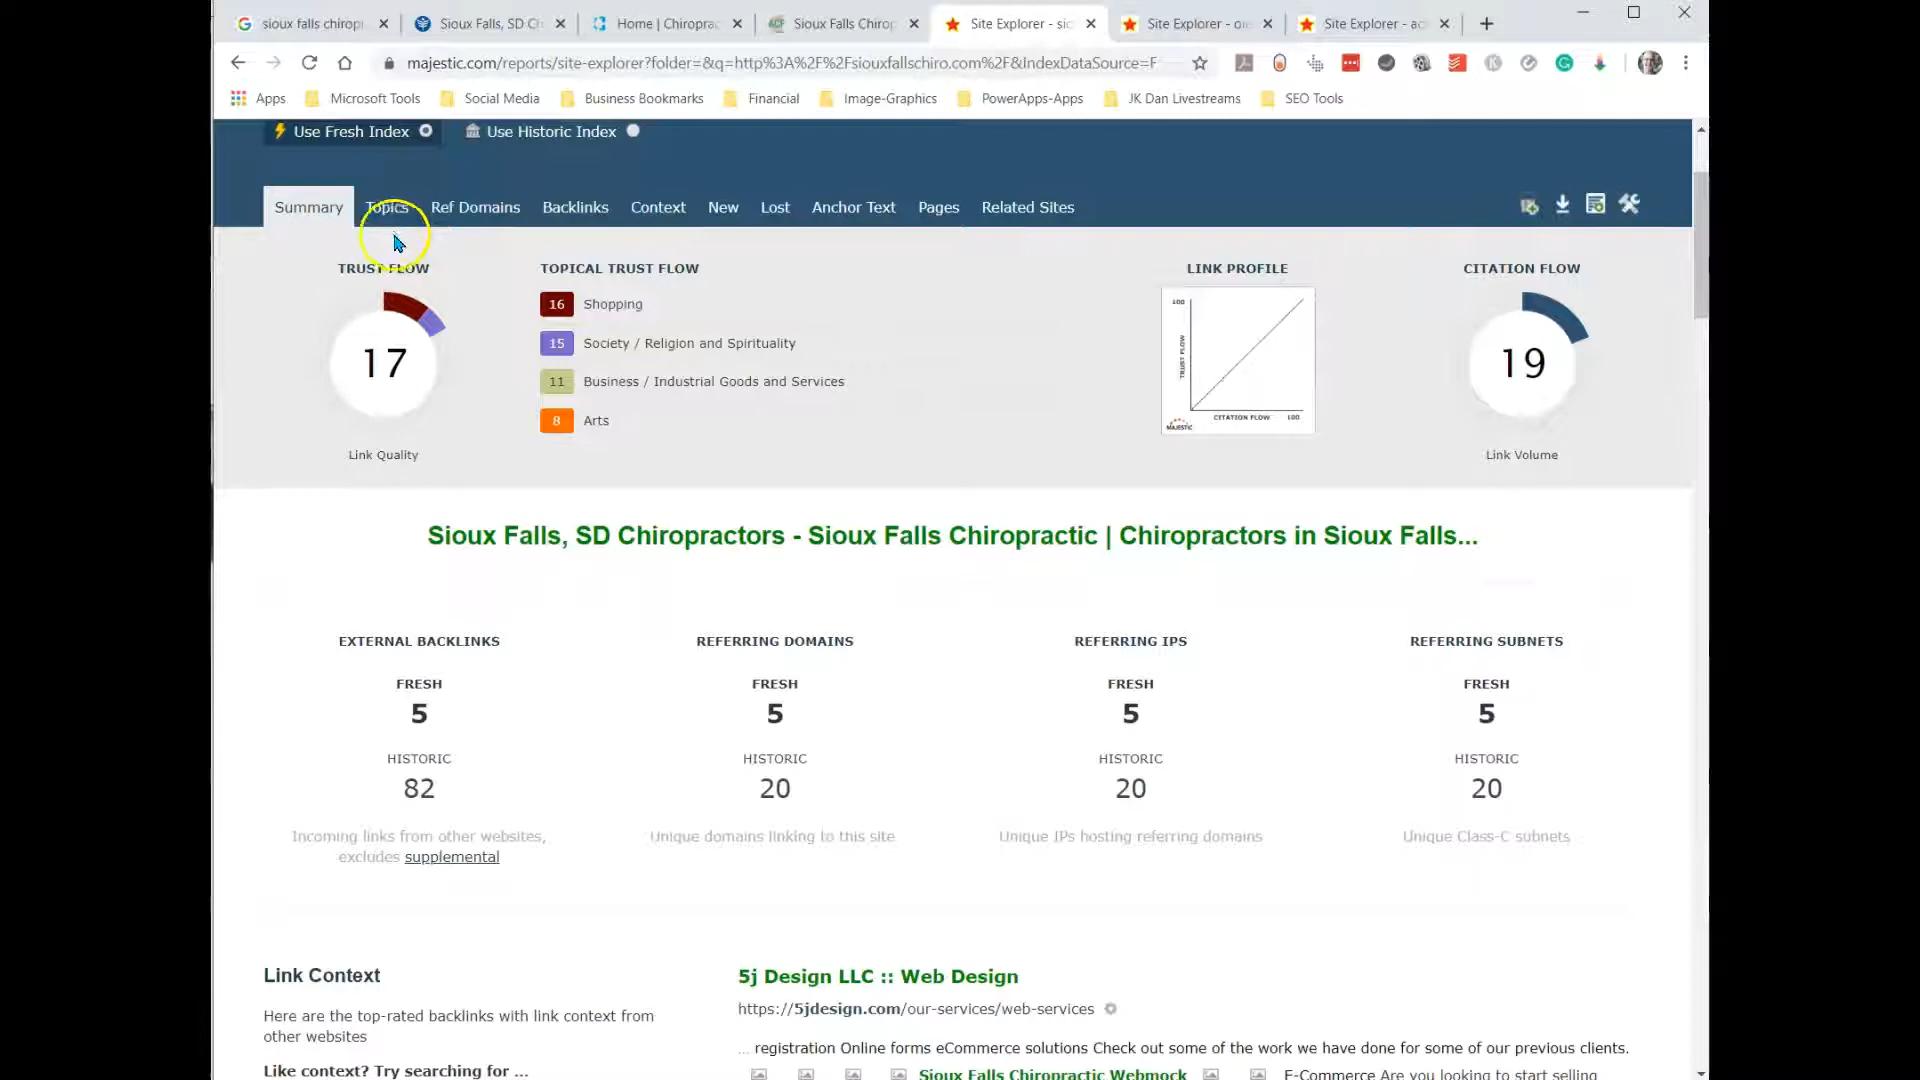 sioux falls chirop
Sioux Falls, SD Ch
Home | Chiroprac
ACF
Sioux Falls Chirop
Site Explorer - sio
Site Explorer - o
Site Explorer - ac
majestic.com/reports/site-explorer?folder=&q=http%3A%2F%2Fsiouxfallschiro.com%2F&IndexDataSource=F
Apps
Microsoft Tools
Social Media
Business Bookmarks
Financial
Image-Graphics
PowerApps-Apps
JK Dan Livestreams
SEO Tools
Use Fresh Index
Use Historic Index
Summary
Topics
Ref Domains
Backlinks
Context
New
Lost
Anchor Text
Pages
Related Sites
TRUST FLOW
17
Link Quality
TOPICAL TRUST FLOW
16 Shopping
15 Society / Religion and Spirituality
11 Business / Industrial Goods and Services
8 Arts
LINK PROFILE
100
TRUST FLOW
CITATION FLOW 100
MAJESTIC
CITATION FLOW
19
Link Volume
Sioux Falls, SD Chiropractors - Sioux Falls Chiropractic | Chiropractors in Sioux Falls...
EXTERNAL BACKLINKS
FRESH
5
HISTORIC
82
Incoming links from other websites,
excludes supplemental
REFERRING DOMAINS
FRESH
5
HISTORIC
20
Unique domains linking to this site
REFERRING IPS
FRESH
5
HISTORIC
20
Unique IPs hosting referring domains
REFERRING SUBNETS
FRESH
5
HISTORIC
20
Unique Class-C subnets
Link Context
Here are the top-rated backlinks with link context from
other websites
Like context? Try searching for ...
5j Design LLC :: Web Design
https://5jdesign.com/our-services/web-services
... registration Online forms eCommerce solutions Check out some of the work we have done for some of our previous clients.
Sioux Falls Chiropractic Webmock E-Commerce Are you looking to start selling